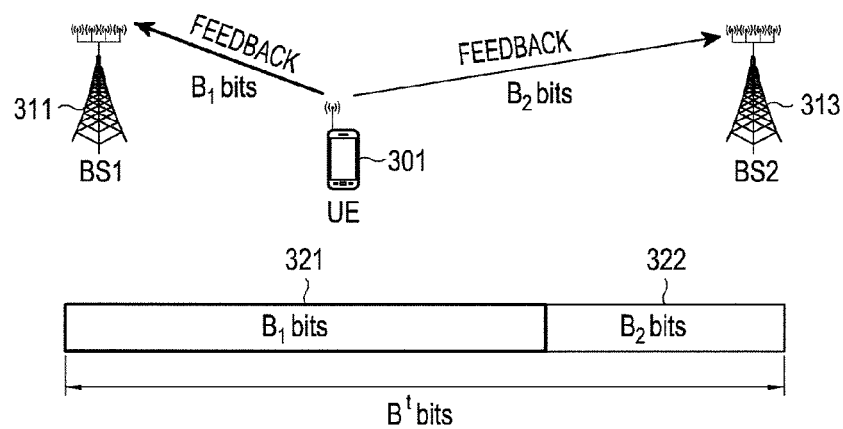 FEEDBACK
B₁ bits
FEEDBACK
B₂ bits
311
BS1
301
UE
313
BS2
321
322
B₁ bits
B₂ bits
Bᵗ bits